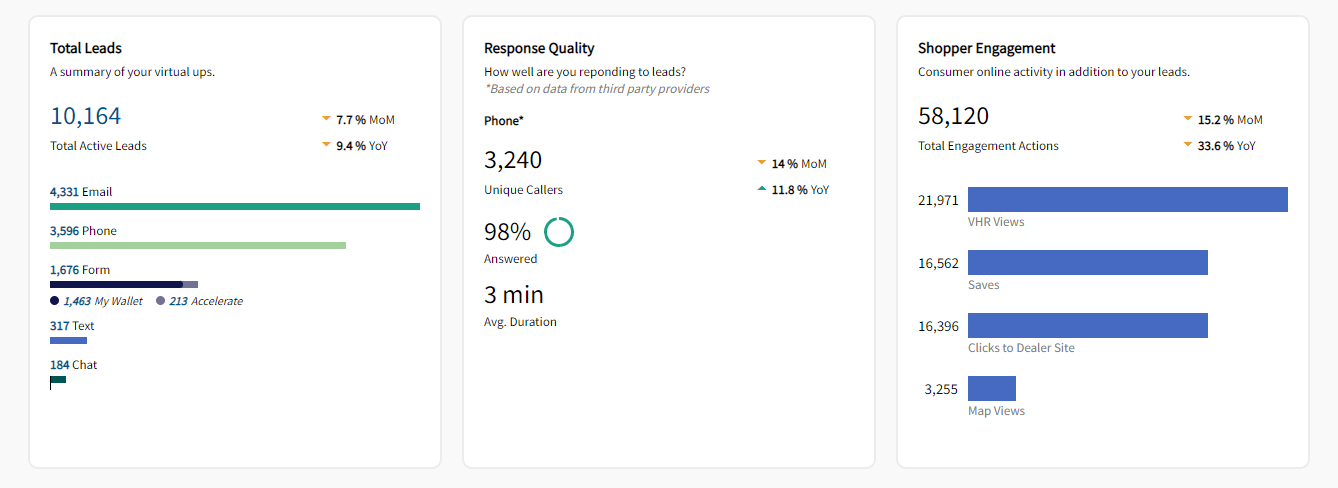 Total Leads
A summary of your virtual ups.
10,164
7.7 % MoM
Total Active Leads
9.4 % YoY
4,331 Email
3,596 Phone
1,676 Form
1,463 My Wallet 213 Accelerate
317 Text
184 Chat
Response Quality
How well are you reponding to leads?
*Based on data from third party providers
Phone*
3,240
14 % MoM
Unique Callers
11.8 % YoY
98%
Answered
3 min
Avg. Duration
Shopper Engagement
Consumer online activity in addition to your leads.
58,120
15.2 % MoM
Total Engagement Actions
33.6 % YoY
21,971
VHR Views
16,562
Saves
16,396
Clicks to Dealer Site
3,255
Map Views